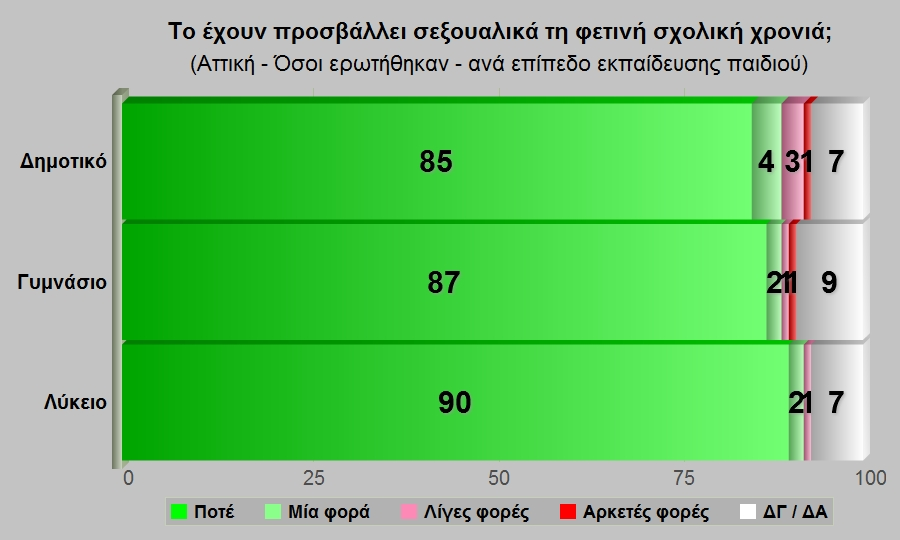 Το έχουν προσβάλλει σεξουαλικά τη φετινή σχολική χρονιά;
(Αττική - Όσοι ερωτήθηκαν - ανά επίπεδο εκπαίδευσης παιδιού)
Δημοτικό 85 4 3 1 7
Γυμνάσιο 87 2 1 1 9
Λύκειο 90 2 1 7
0 25 50 75 100
Ποτέ Μία φορά Λίγες φορές Αρκετές φορές ΔΓ / ΔΑ